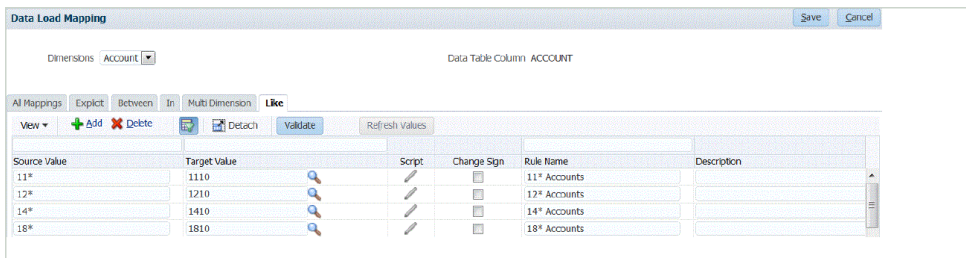 Data Load Mapping Save Cancel
Dimensions Account Data Table Column ACCOUNT
All Mappings Explict Between In Multi Dimension Like
View Add Delete Detach Validate Refresh Values
Source Value Target Value Script Change Sign Rule Name Description
11* 1110 11* Accounts
12* 1210 12* Accounts
14* 1410 14* Accounts
18* 1810 18* Accounts